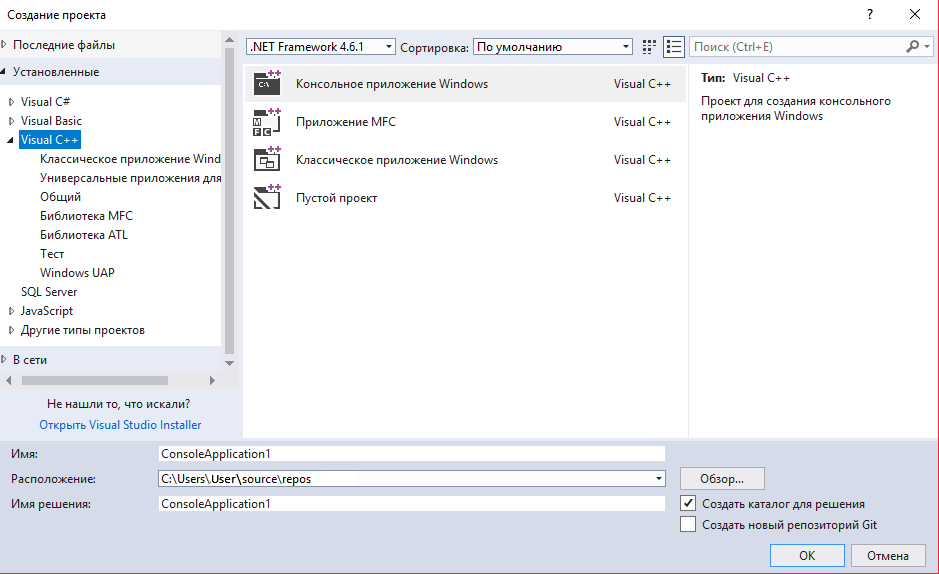 Создание проекта
? 
Последние файлы
Установленные
Visual C#
Visual Basic
Visual C++
Классическое приложение Wind
Универсальные приложения для
Общий
Библиотека MFC
Библиотека ATL
Тест
Windows UAP
SQL Server
JavaScript
Другие типы проектов
В сети
Не нашли то, что искали?
Открыть Visual Studio Installer
.NET Framework 4.6.1 Сортировка: По умолчанию
Поиск (Ctrl+E)
Консольное приложение Windows Visual C++
Приложение MFC Visual C++
Классическое приложение Windows Visual C++
Пустой проект Visual C++
Тип: Visual C++
Проект для создания консольного
приложения Windows
Имя: ConsoleApplication1
Расположение: C:\Users\User\source\repos Обзор...
Имя решения: ConsoleApplication1
Создать каталог для решения
Создать новый репозиторий Git
OK Отмена